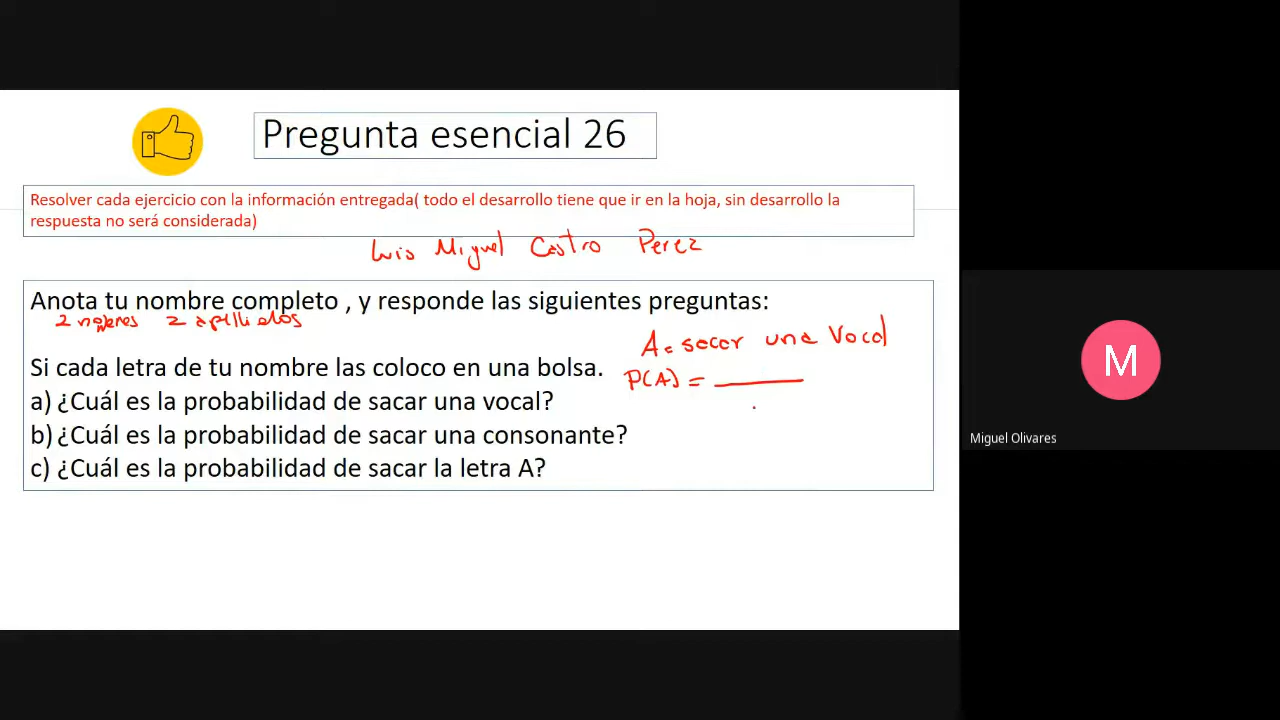 Pregunta esencial 26
Resolver cada ejercicio con la información entregada( todo el desarrollo tiene que ir en la hoja, sin desarrollo la
respuesta no será considerada)
Luis Miguel Castro Perez
Anota tu nombre completo , y responde las siguientes preguntas:
2 nombres 2 apellidos
A = sacar una Vocal
Si cada letra de tu nombre las coloco en una bolsa.
P(A) =
a) ¿Cuál es la probabilidad de sacar una vocal?
b) ¿Cuál es la probabilidad de sacar una consonante?
c) ¿Cuál es la probabilidad de sacar la letra A?
M
Miguel Olivares